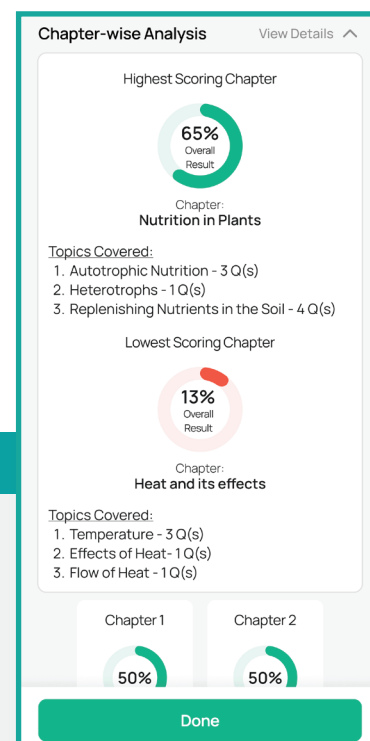 Chapter-wise Analysis View Details
Highest Scoring Chapter
65%
Overall
Result
Chapter:
Nutrition in Plants
Topics Covered:
1. Autotrophic Nutrition - 3 Q(s)
2. Heterotrophs - 1 Q(s)
3. Replenishing Nutrients in the Soil - 4 Q(s)
Lowest Scoring Chapter
13%
Overall
Result
Chapter:
Heat and its effects
Topics Covered:
1. Temperature - 3 Q(s)
2. Effects of Heat- 1 Q(s)
3. Flow of Heat - 1 Q(s)
Chapter 1 Chapter 2
50% 50%
Done